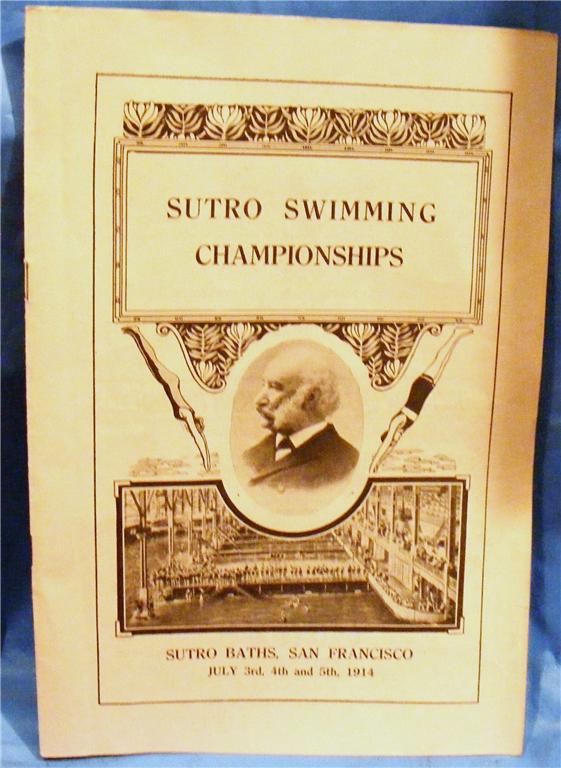 SUTRO SWIMMING
CHAMPIONSHIPS
SUTRO BATHS, SAN FRANCISCO
JULY 3rd, 4th and 5th, 1914